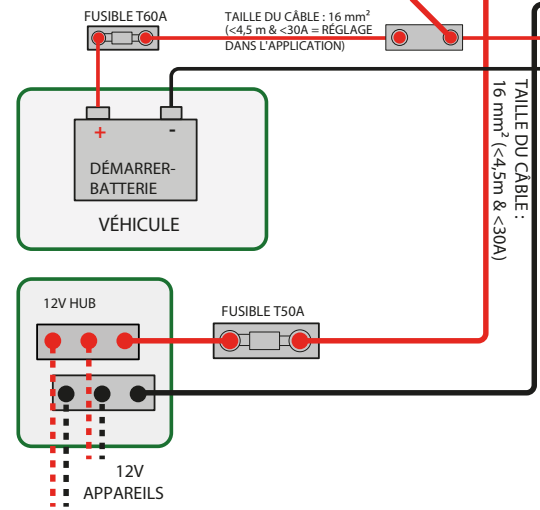 FUSIBLE T60A
TAILLE DU CÂBLE : 16 mm²
(<4,5 m & <30A = RÉGLAGE
DANS L'APPLICATION)
+ -
DÉMARRER-
BATTERIE
VÉHICULE
TAILLE DU CÂBLE :
16 mm² (<4,5m & <30A)
12V HUB
FUSIBLE T50A
12V
APPAREILS